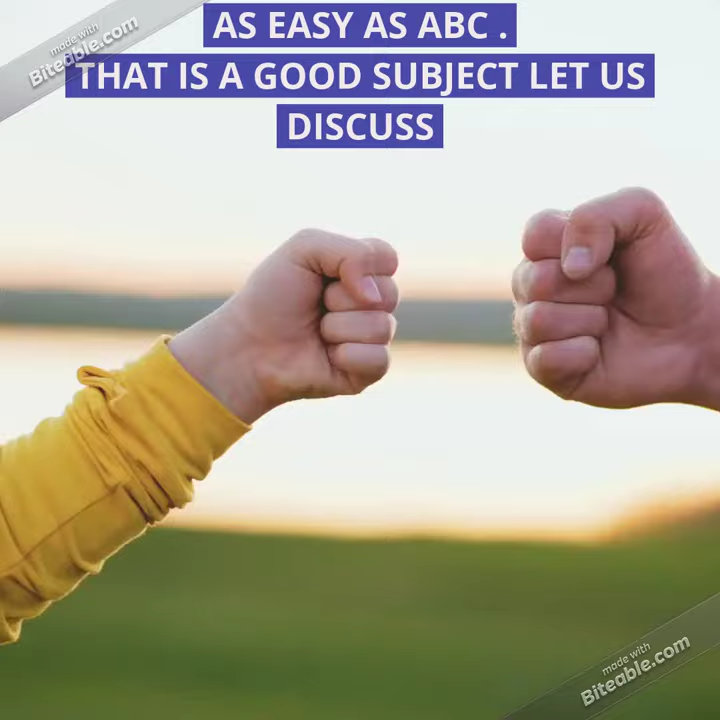 made with
Biteable.com
AS EASY AS ABC .
THAT IS A GOOD SUBJECT LET US
DISCUSS
made with
Biteable.com